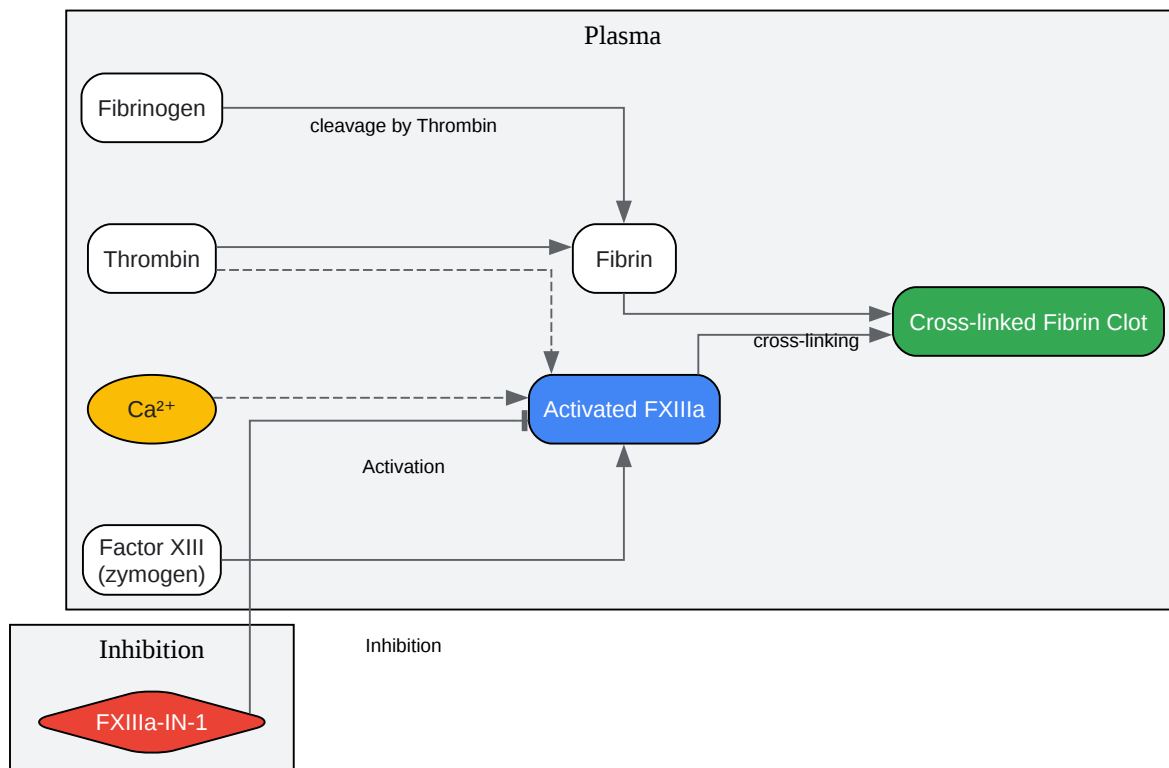 Plasma
Fibrinogen
cleavage by Thrombin
Thrombin
Fibrin
Cross-linked Fibrin Clot
cross-linking
Ca²⁺
Activated FXIIIa
Activation
Factor XIII
(zymogen)
Inhibition
Inhibition
FXIIIa-IN-1